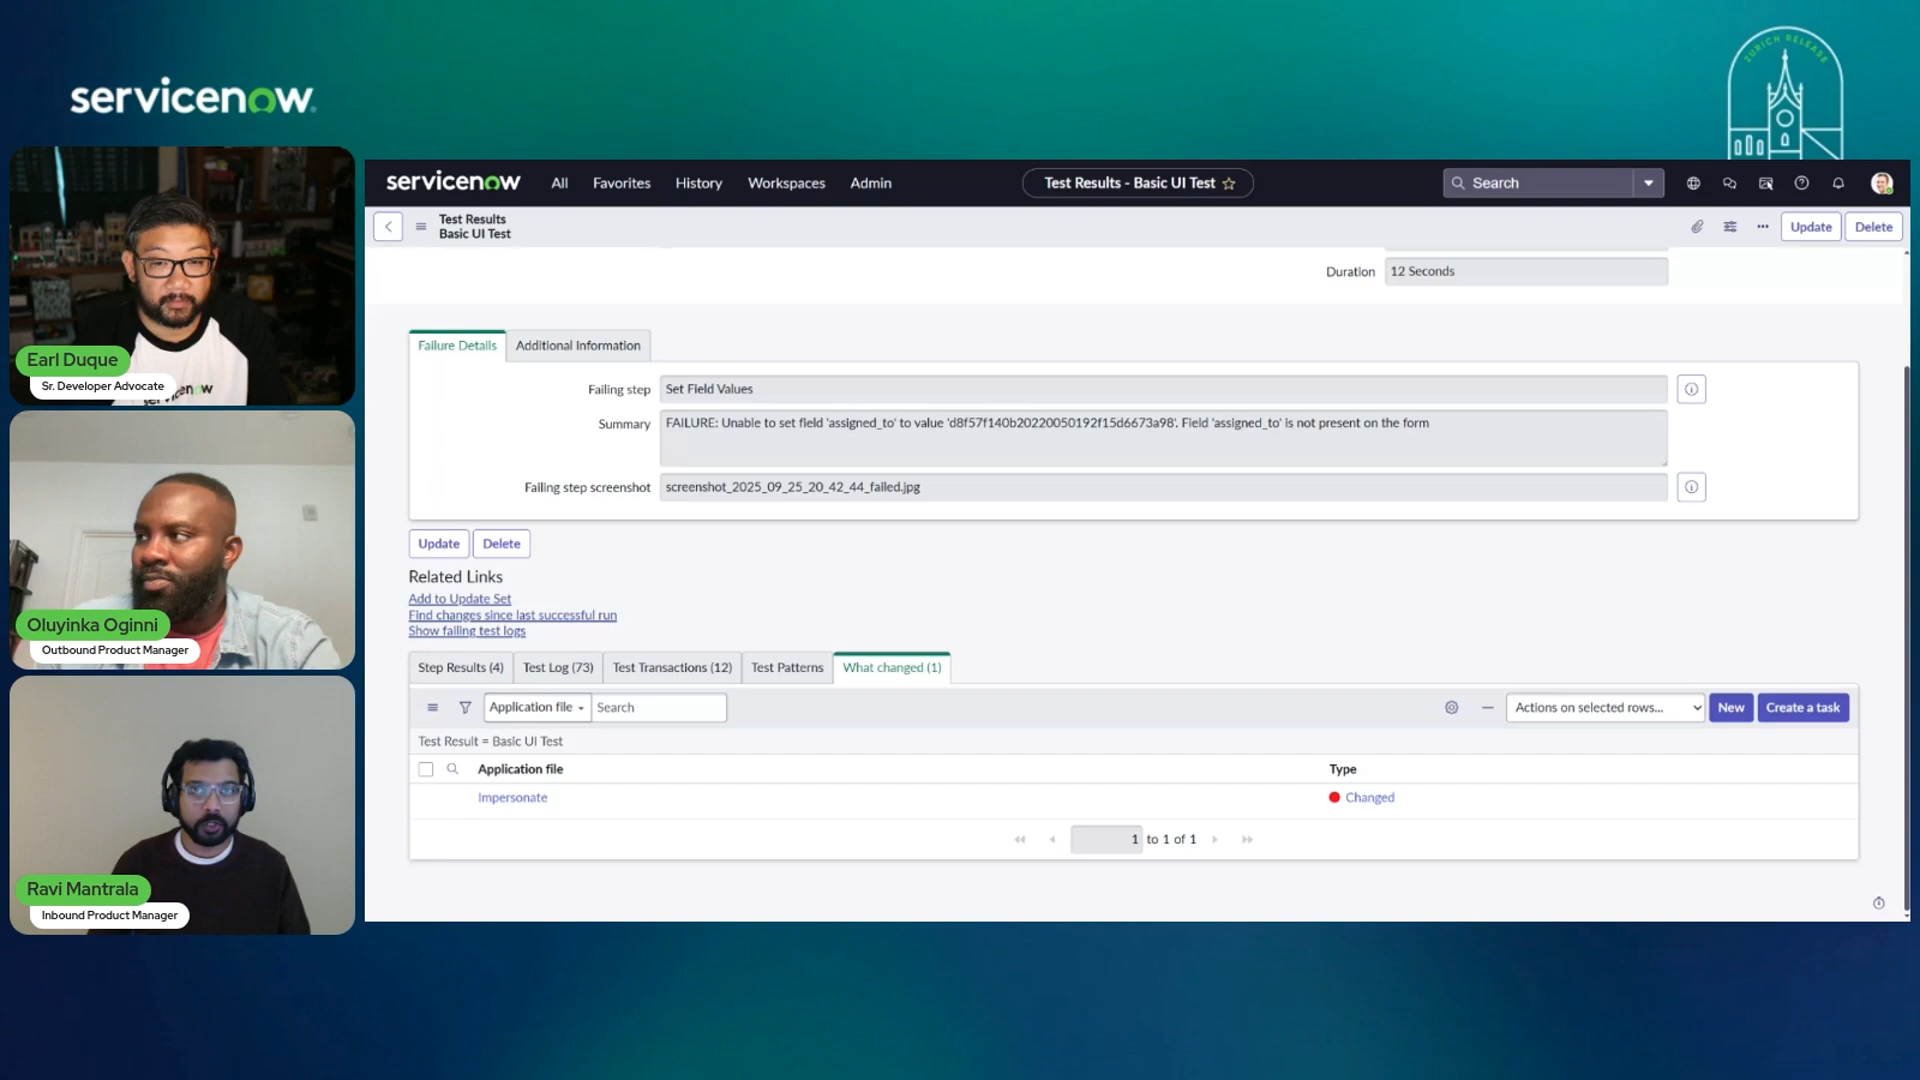 servicenow
ZURICH RELEASE
Earl Duque
Sr. Developer Advocate
Oluyinka Oginni
Outbound Product Manager
Ravi Mantrala
Inbound Product Manager
servicenow All Favorites History Workspaces Admin Test Results - Basic UI Test Search
Test Results
Basic UI Test
Update Delete
Duration 12 Seconds
Failure Details Additional Information
Failing step Set Field Values
Summary FAILURE: Unable to set field 'assigned_to' to value 'd8f57f140b20220050192f15d6673a98'. Field 'assigned_to' is not present on the form
Failing step screenshot screenshot_2025_09_25_20_42_44_failed.jpg
Update Delete
Related Links
Add to Update Set
Find changes since last successful run
Show failing test logs
Step Results (4) Test Log (73) Test Transactions (12) Test Patterns What changed (1)
Application file Search Actions on selected rows... New Create a task
Test Result = Basic UI Test
Application file Type
Impersonate Changed
1 to 1 of 1